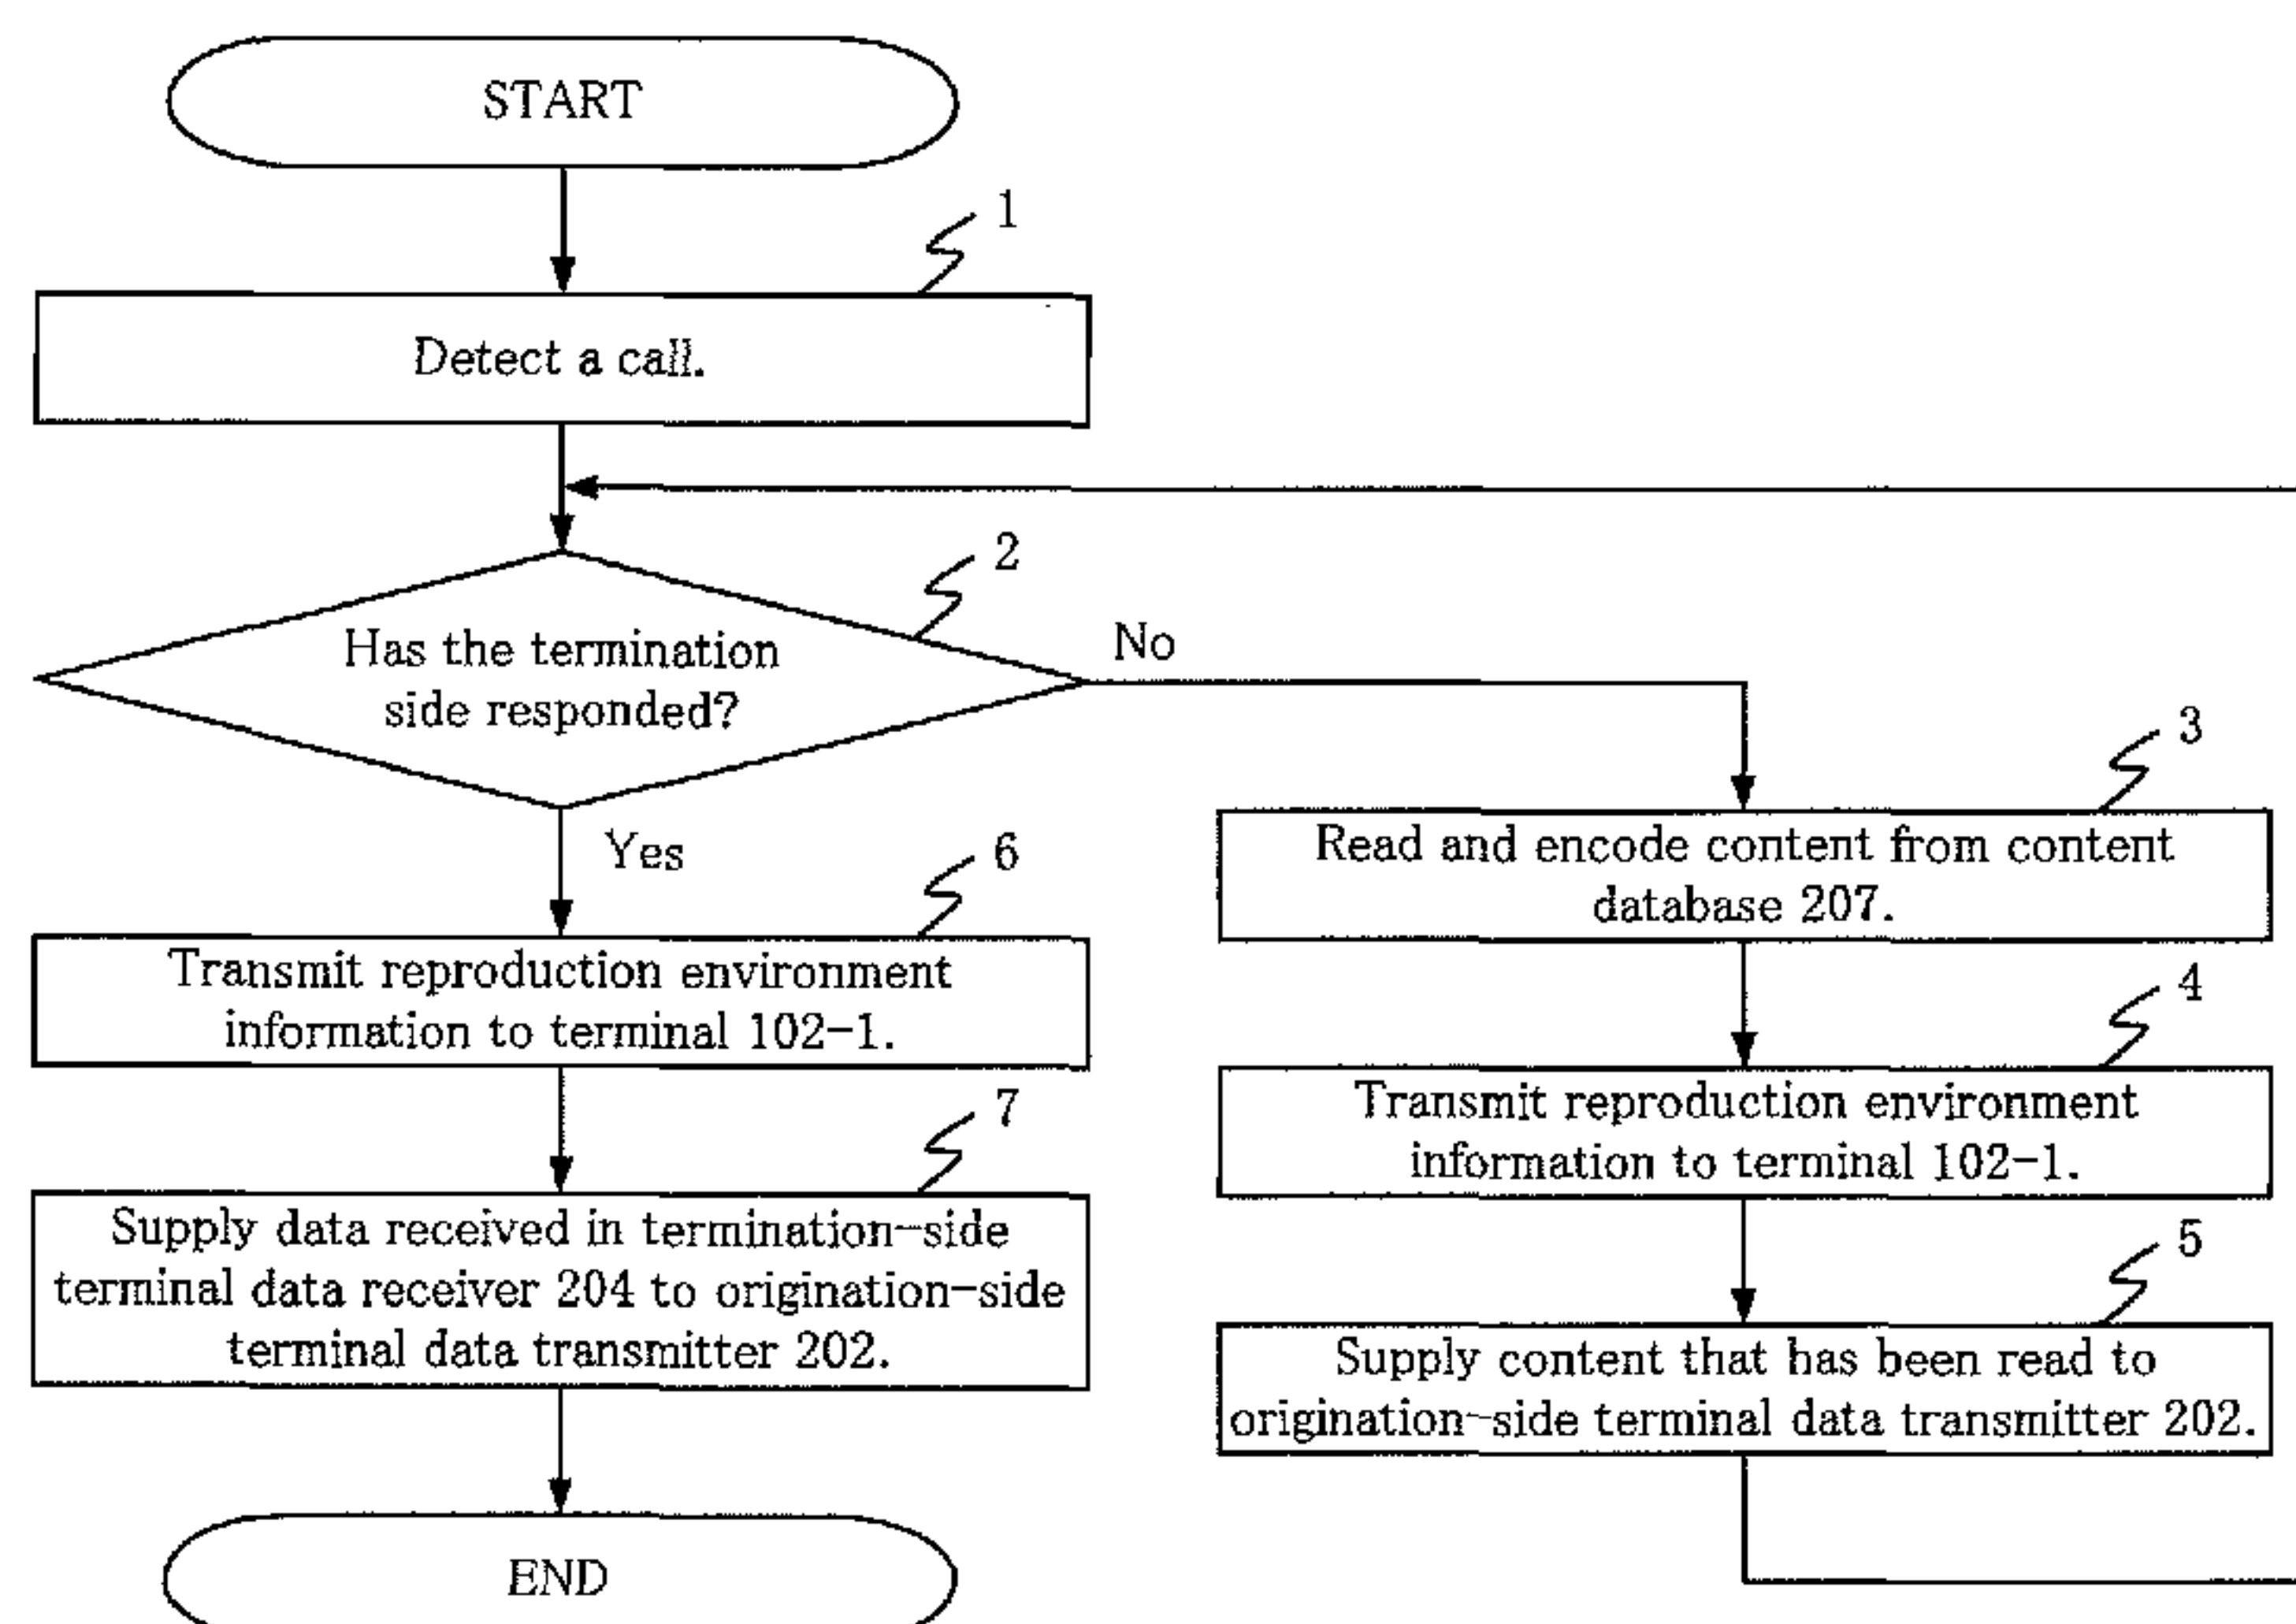 START
1
Detect a call.
2
Has the termination
side responded?
No
Yes
3
Read and encode content from content
database 207.
6
Transmit reproduction environment
information to terminal 102-1.
4
Transmit reproduction environment
information to terminal 102-1.
7
Supply data received in termination-side
terminal data receiver 204 to origination-side
terminal data transmitter 202.
5
Supply content that has been read to
origination-side terminal data transmitter 202.
END